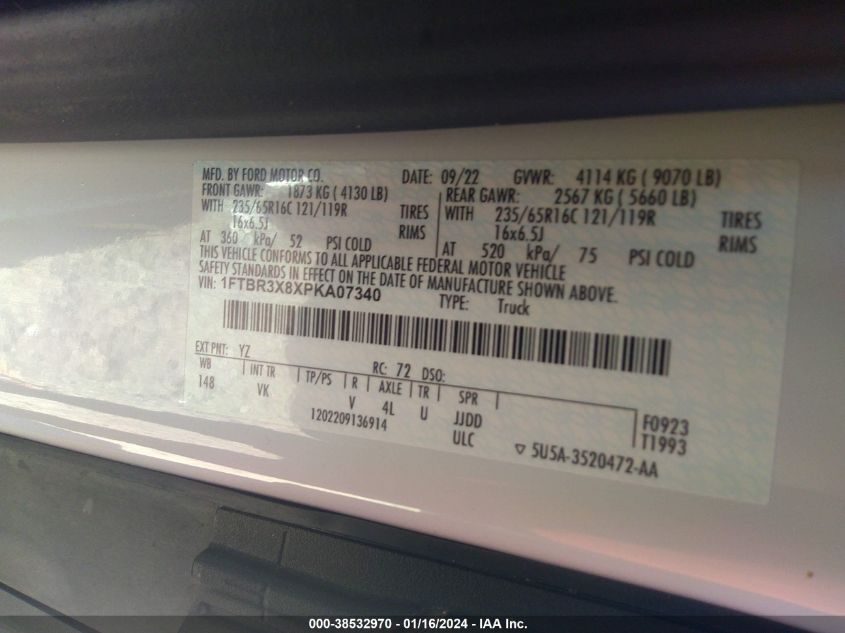 MFD. BY FORD MOTOR CO. DATE: 09/22 GVWR: 4114 KG ( 9070 LB)
FRONT GAWR: 1873 KG ( 4130 LB) REAR GAWR: 2567 KG ( 5660 LB)
WITH 235/65R16C 121/119R TIRES WITH 235/65R16C 121/119R TIRES
16x6.5J RIMS 16x6.5J RIMS
AT 360 kPa/ 52 PSI COLD AT 520 kPa/ 75 PSI COLD
THIS VEHICLE CONFORMS TO ALL APPLICABLE FEDERAL MOTOR VEHICLE
SAFETY STANDARDS IN EFFECT ON THE DATE OF MANUFACTURE SHOWN ABOVE.
VIN: 1FTBR3X8XPKA07340 TYPE: Truck
EXT PNT: YZ RC: 72 DSO:
WB INT TR TP/PS R AXLE TR SPR
148 VK V 4L U JJDD F0923
1202209136914 ULC T1993
▽ 5U5A-3520472-AA
000-38532970 - 01/16/2024 - IAA Inc.